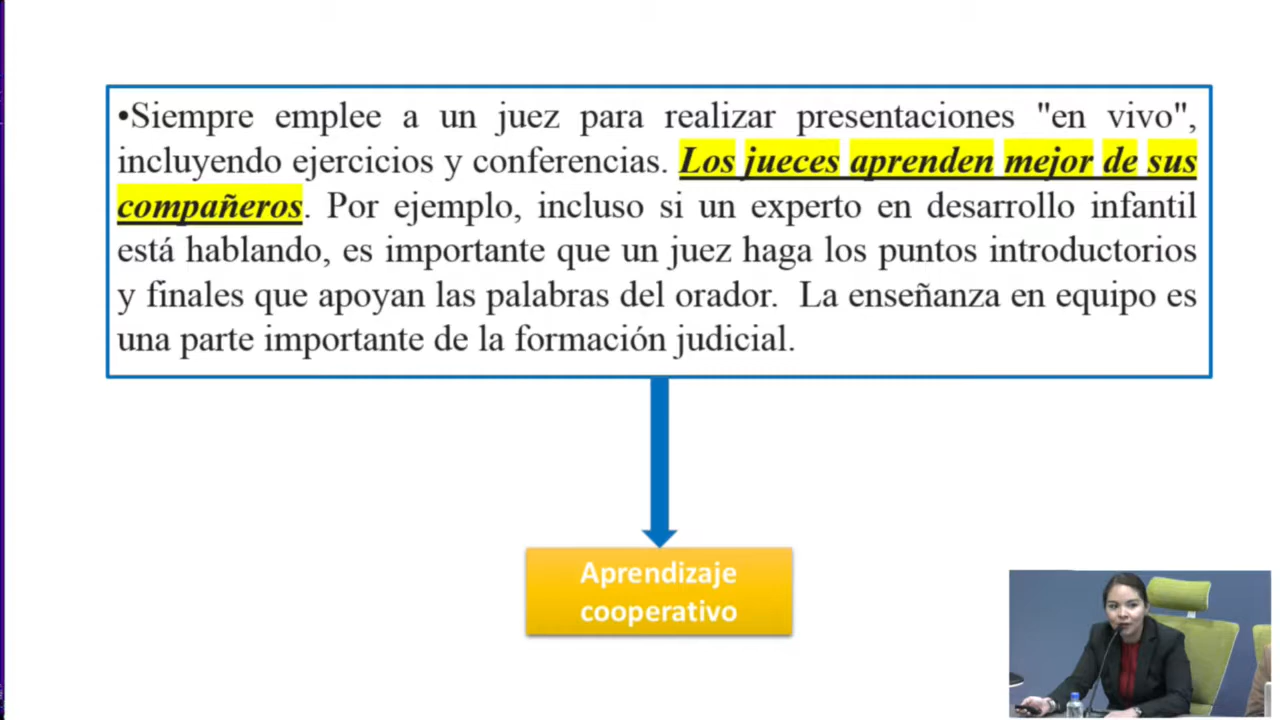 •Siempre emplee a un juez para realizar presentaciones "en vivo",
incluyendo ejercicios y conferencias. Los jueces aprenden mejor de sus
compañeros. Por ejemplo, incluso si un experto en desarrollo infantil
está hablando, es importante que un juez haga los puntos introductorios
y finales que apoyan las palabras del orador. La enseñanza en equipo es
una parte importante de la formación judicial.
Aprendizaje
cooperativo